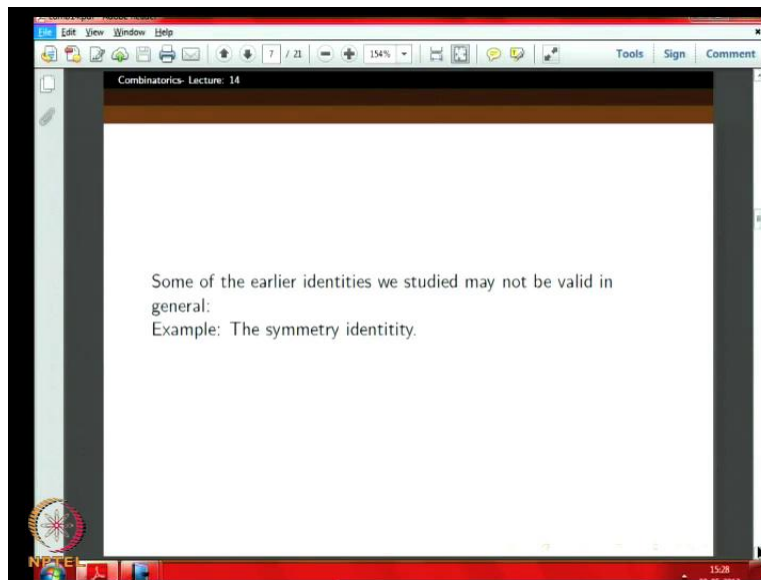 File Edit View Window Help
7 / 21 154% Tools Sign Comment
Combinatorics- Lecture: 14
Some of the earlier identities we studied may not be valid in
general:
Example: The symmetry identitity.
NPTEL
15:28